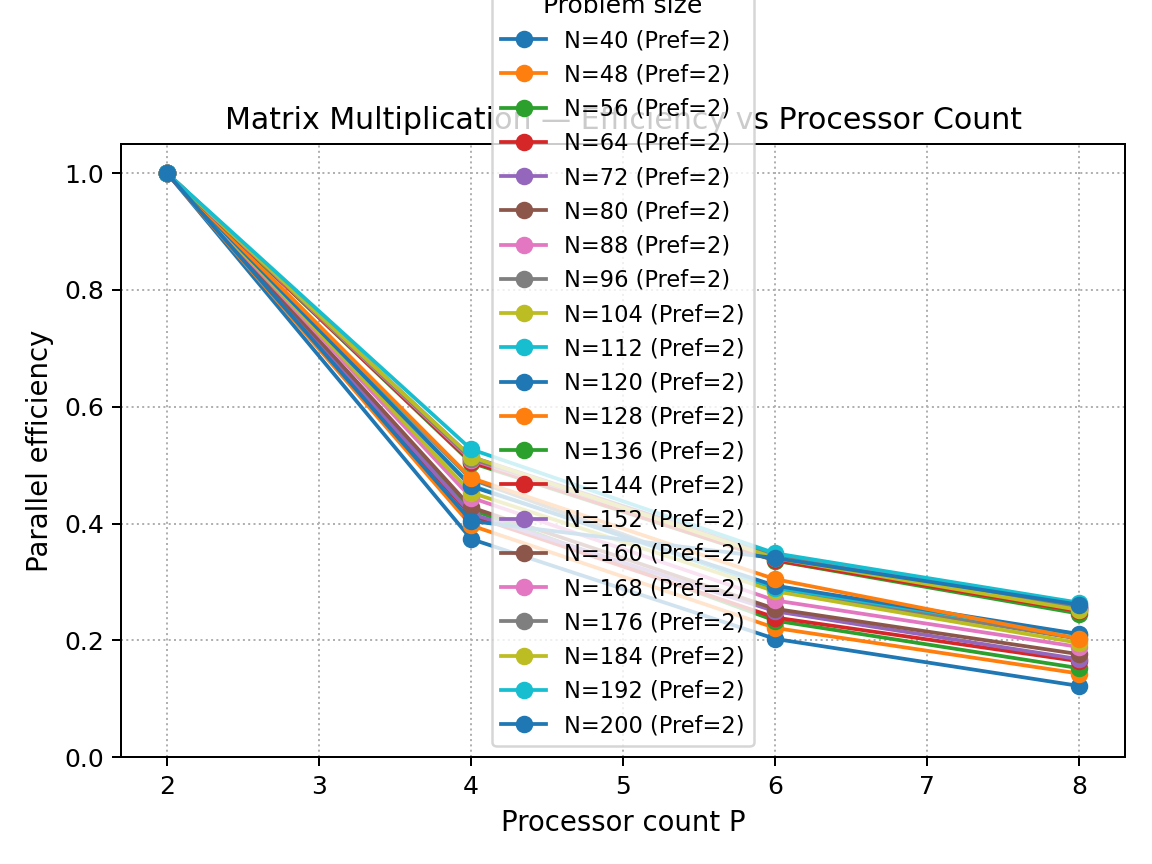 Problem size
N=40 (Pref=2)
N=48 (Pref=2)
N=56 (Pref=2)
Matrix Multiplication — Efficiency vs Processor Count
N=64 (Pref=2)
N=72 (Pref=2)
N=80 (Pref=2)
N=88 (Pref=2)
N=96 (Pref=2)
N=104 (Pref=2)
N=112 (Pref=2)
N=120 (Pref=2)
N=128 (Pref=2)
N=136 (Pref=2)
N=144 (Pref=2)
N=152 (Pref=2)
N=160 (Pref=2)
N=168 (Pref=2)
N=176 (Pref=2)
N=184 (Pref=2)
N=192 (Pref=2)
N=200 (Pref=2)
Parallel efficiency
1.0
0.8
0.6
0.4
0.2
0.0
2 3 4 5 6 7 8
Processor count P